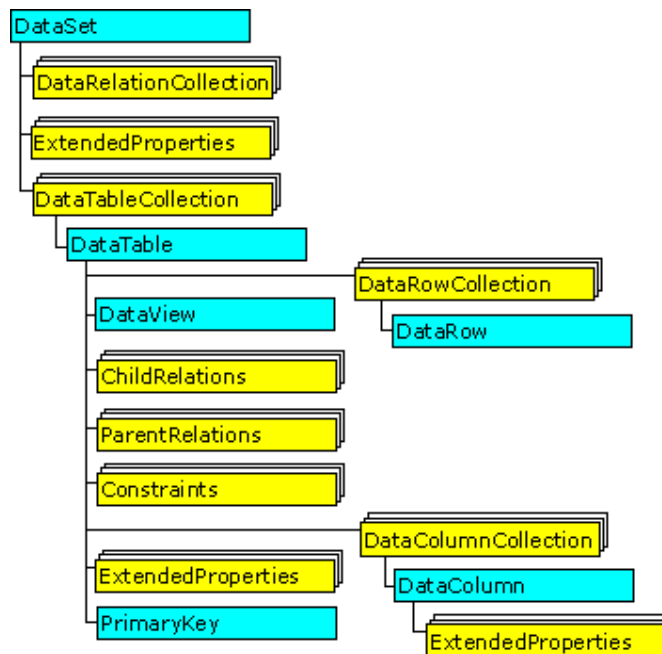 DataSet
DataRelationCollection
ExtendedProperties
DataTableCollection
DataTable
DataRowCollection
DataView
DataRow
ChildRelations
ParentRelations
Constraints
DataColumnCollection
ExtendedProperties
DataColumn
PrimaryKey
ExtendedProperties